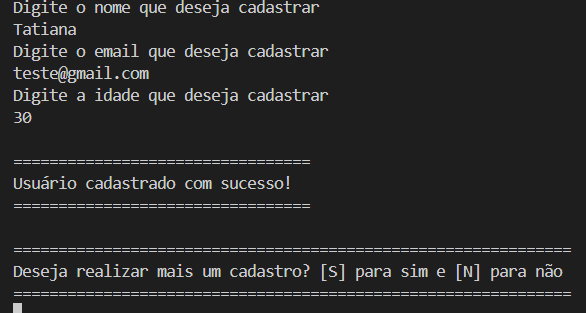 Digite o nome que deseja cadastrar
Tatiana
Digite o email que deseja cadastrar
teste@gmail.com
Digite a idade que deseja cadastrar
30
=================================
Usuário cadastrado com sucesso!
=================================
==============================================================
Deseja realizar mais um cadastro? [S] para sim e [N] para não
==============================================================